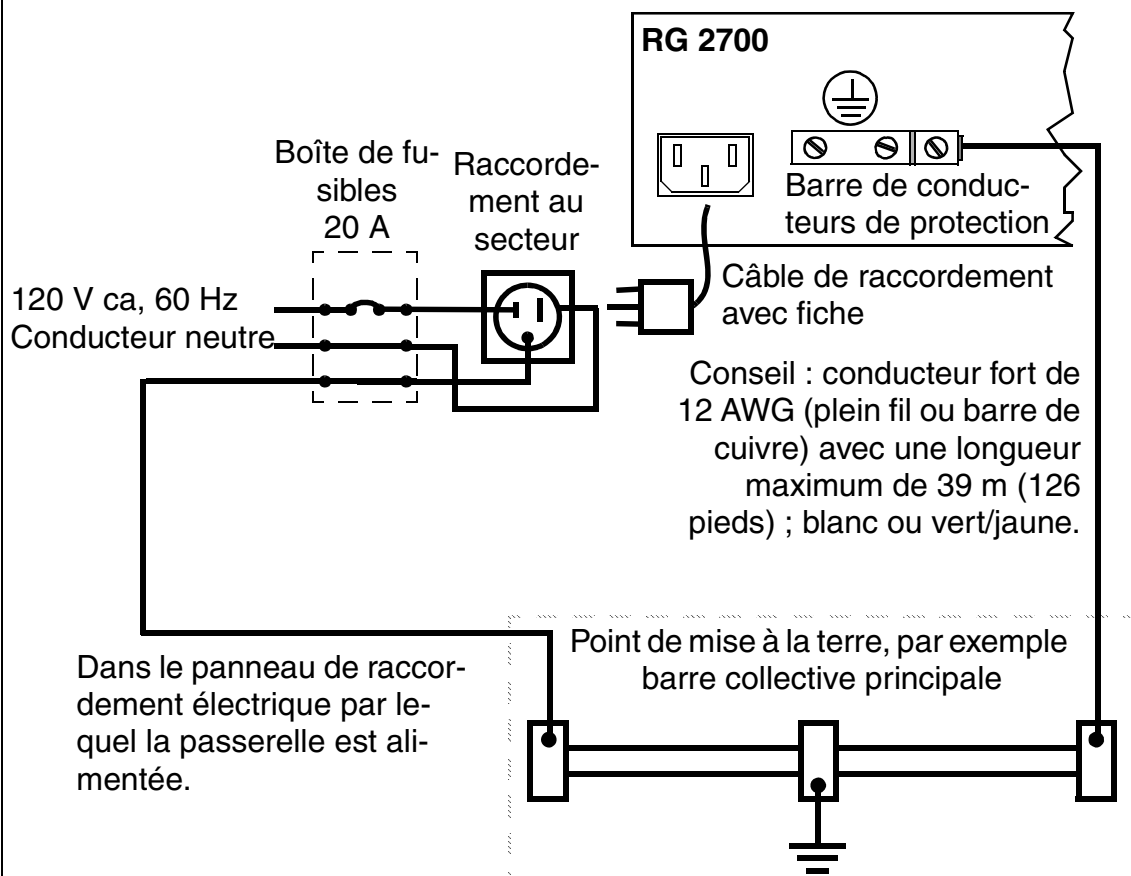 RG 2700
Boîte de fu-
sibles
20 A
Raccorde-
ment au
secteur
Barre de conduc-
teurs de protection
120 V ca, 60 Hz
Conducteur neutre
Câble de raccordement
avec fiche
Conseil : conducteur fort de
12 AWG (plein fil ou barre de
cuivre) avec une longueur
maximum de 39 m (126
pieds) ; blanc ou vert/jaune.
Dans le panneau de raccor-
dement électrique par le-
quel la passerelle est ali-
mentée.
Point de mise à la terre, par exemple
barre collective principale